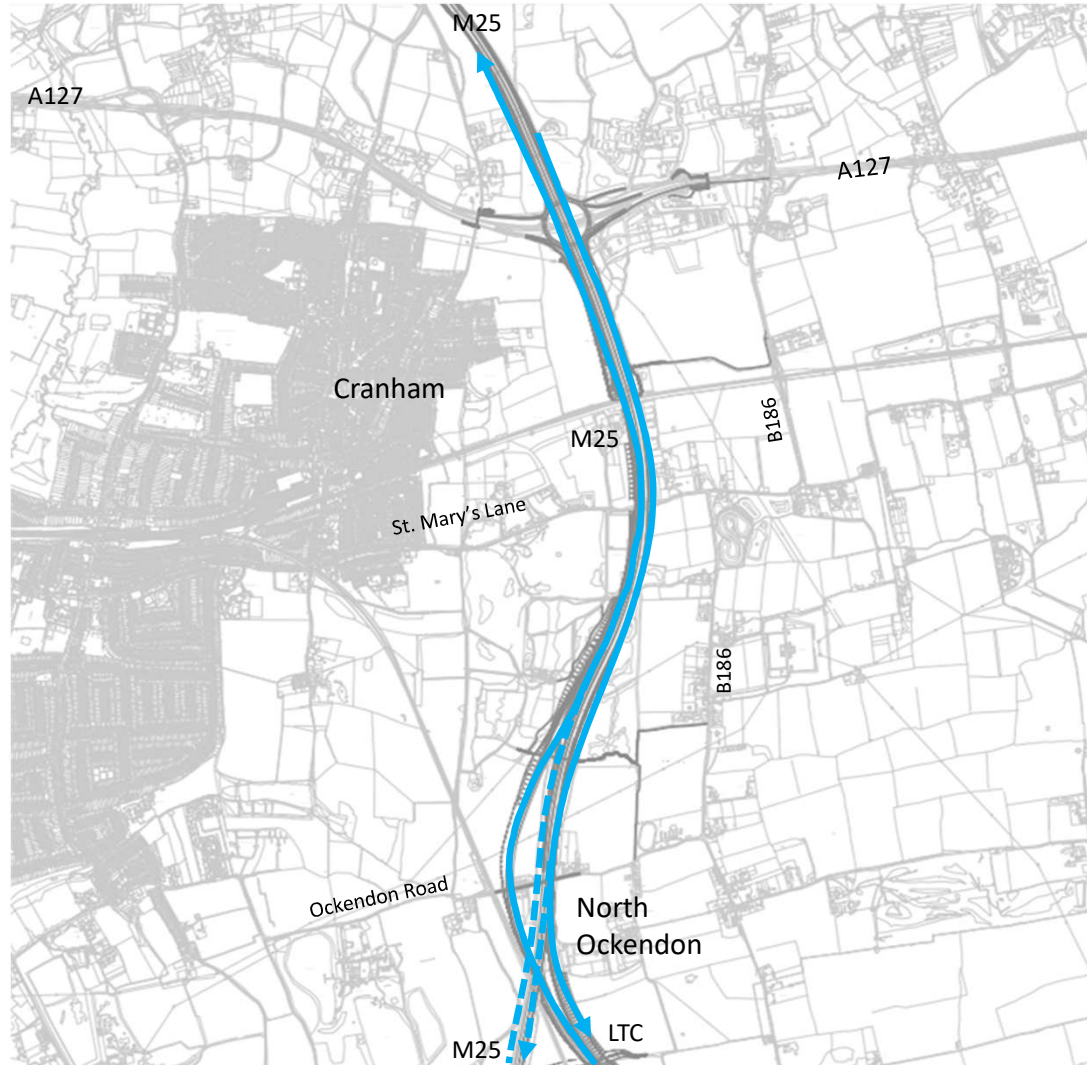 M25
A127
A127
Cranham
B186
M25
St. Mary’s Lane
B186
Ockendon Road
North
Ockendon
LTC
M25